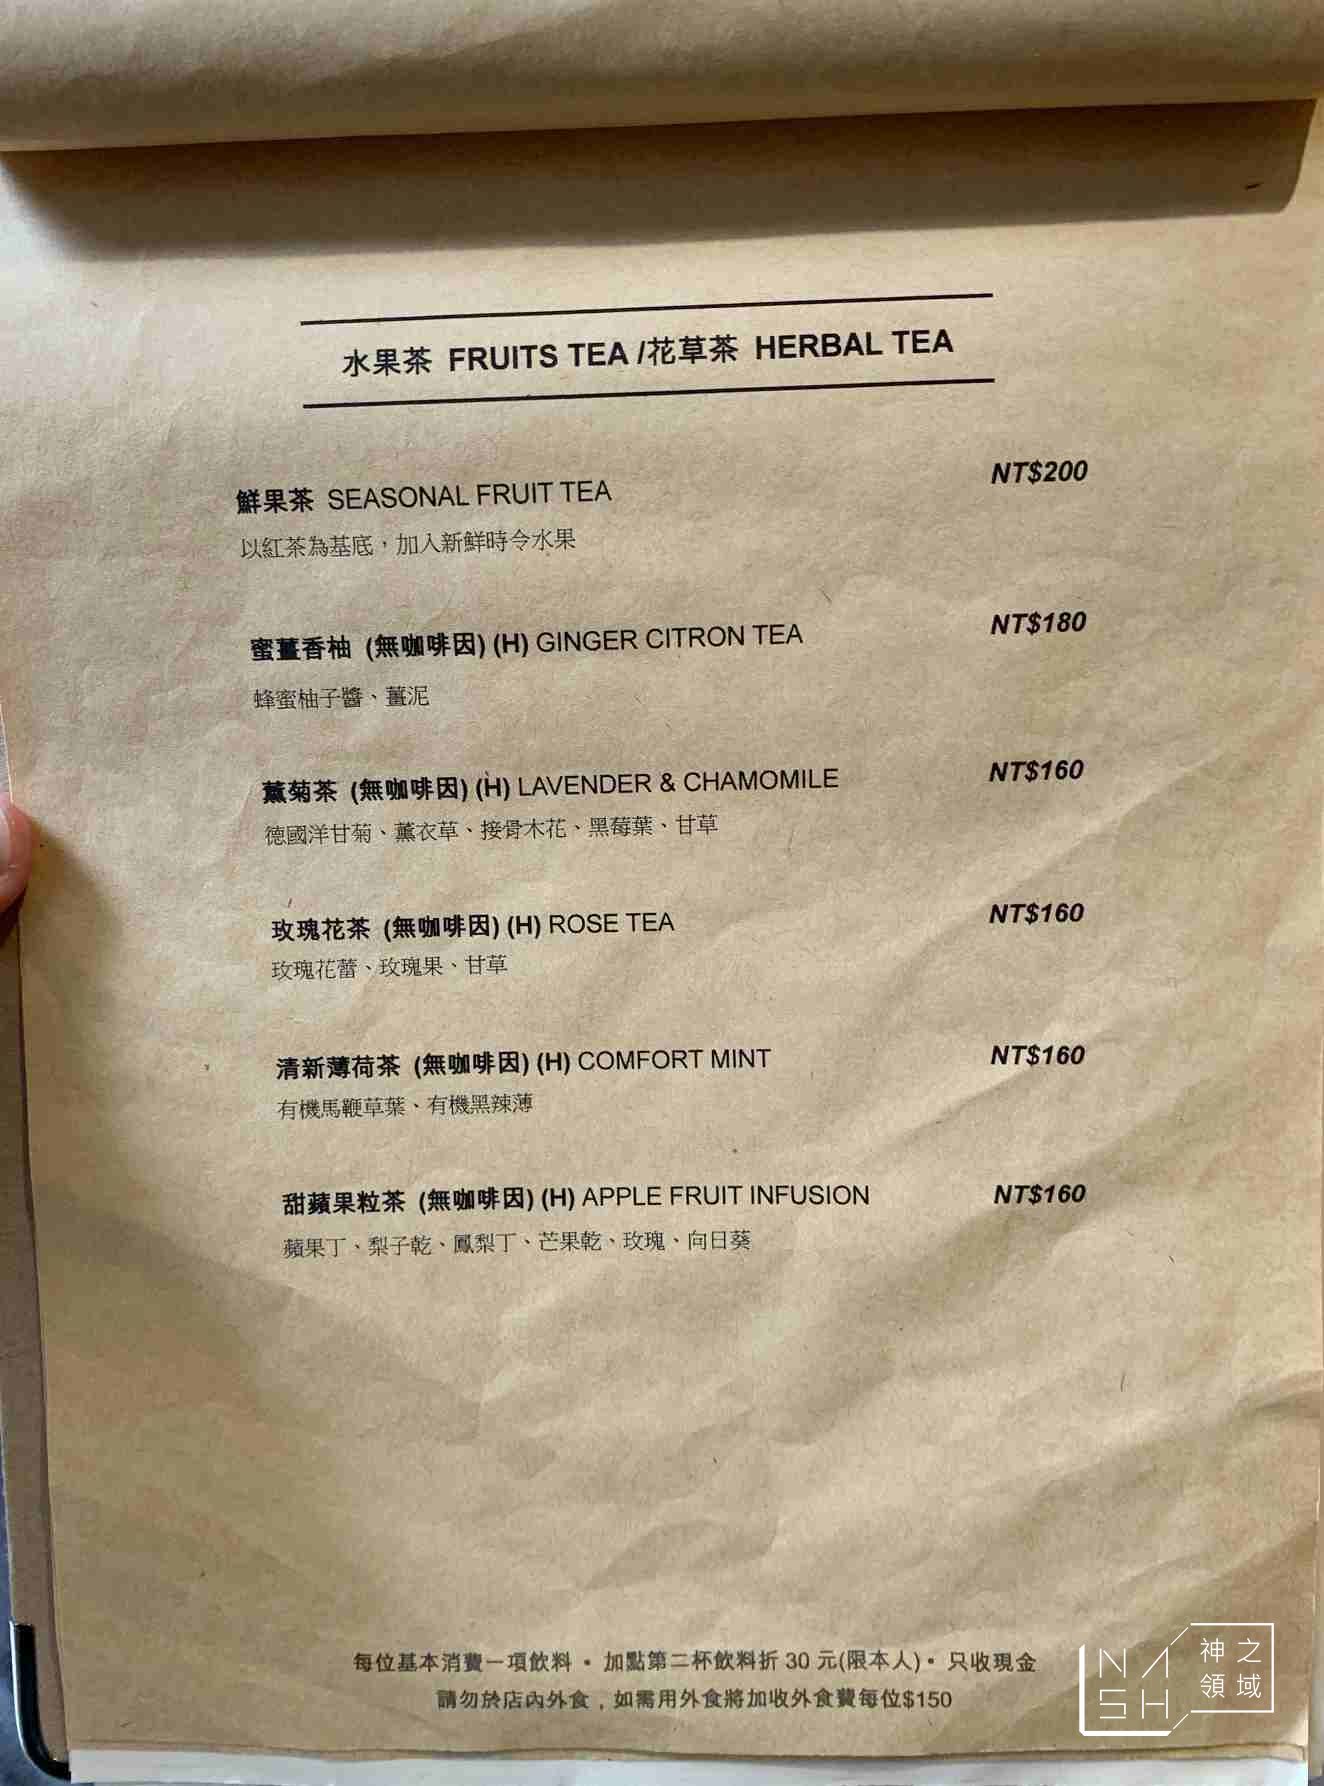 水果茶 FRUITS TEA /花草茶 HERBAL TEA
鮮果茶 SEASONAL FRUIT TEA NT$200
以紅茶為基底，加入新鮮時令水果
蜜薑香柚 (無咖啡因) (H) GINGER CITRON TEA NT$180
蜂蜜柚子醬、薑泥
薰菊茶 (無咖啡因) (H) LAVENDER & CHAMOMILE NT$160
德國洋甘菊、薰衣草、接骨木花、黑莓葉、甘草
玫瑰花茶 (無咖啡因) (H) ROSE TEA NT$160
玫瑰花蕾、玫瑰果、甘草
清新薄荷茶 (無咖啡因) (H) COMFORT MINT NT$160
有機馬鞭草葉、有機黑辣薄
甜蘋果粒茶 (無咖啡因) (H) APPLE FRUIT INFUSION NT$160
蘋果丁、梨子乾、鳳梨丁、芒果乾、玫瑰、向日葵
每位基本消費一項飲料 • 加點第二杯飲料折 30 元(限本人) • 只收現金
請勿於店內外食，如需用外食將加收外食費每位$150
NASH 神之領域